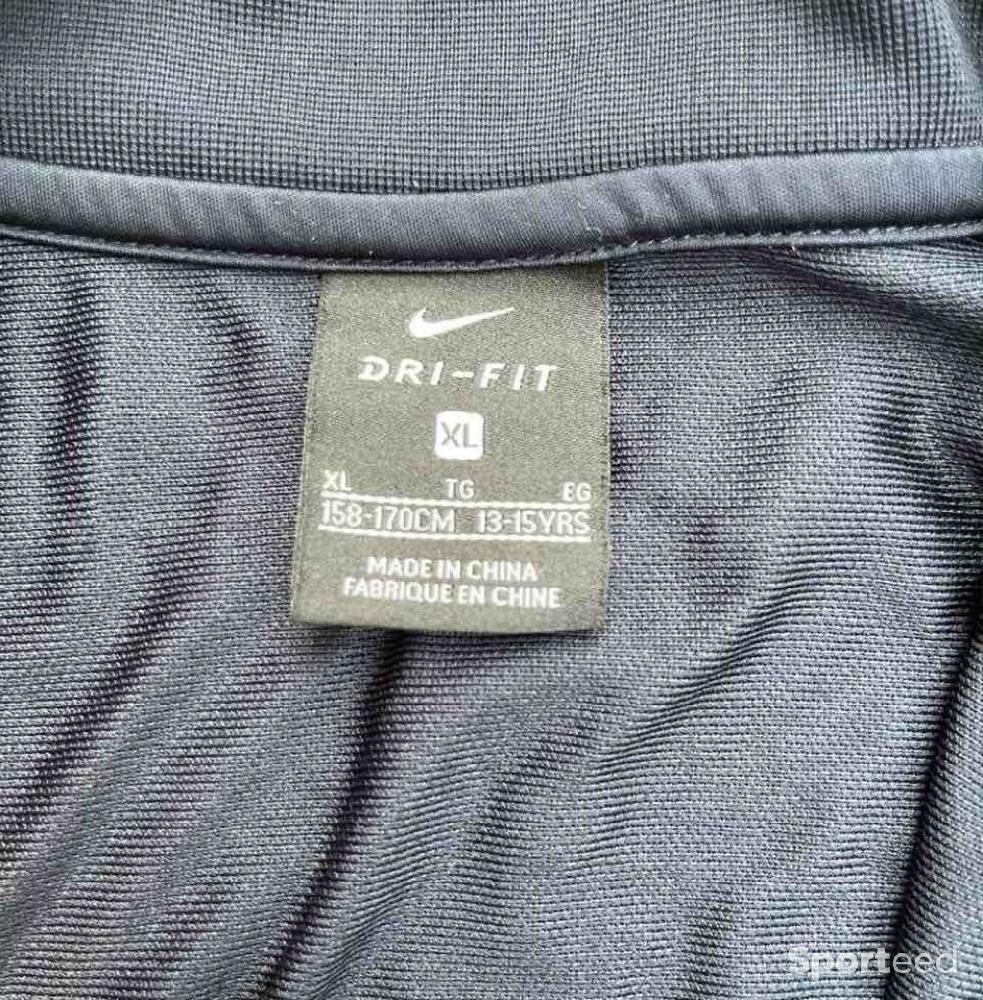 DRI-FIT
XL
XL TG EG
158-170CM 13-15YRS
MADE IN CHINA
FABRIQUE EN CHINE
Sporteed